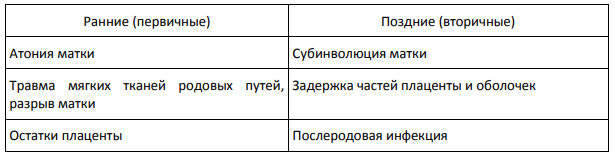 Ранние (первичные) Поздние (вторичные)
Атония матки Субинволюция матки
Травма мягких тканей родовых путей, Задержка частей плаценты и оболочек
разрыв матки
Остатки плаценты Послеродовая инфекция